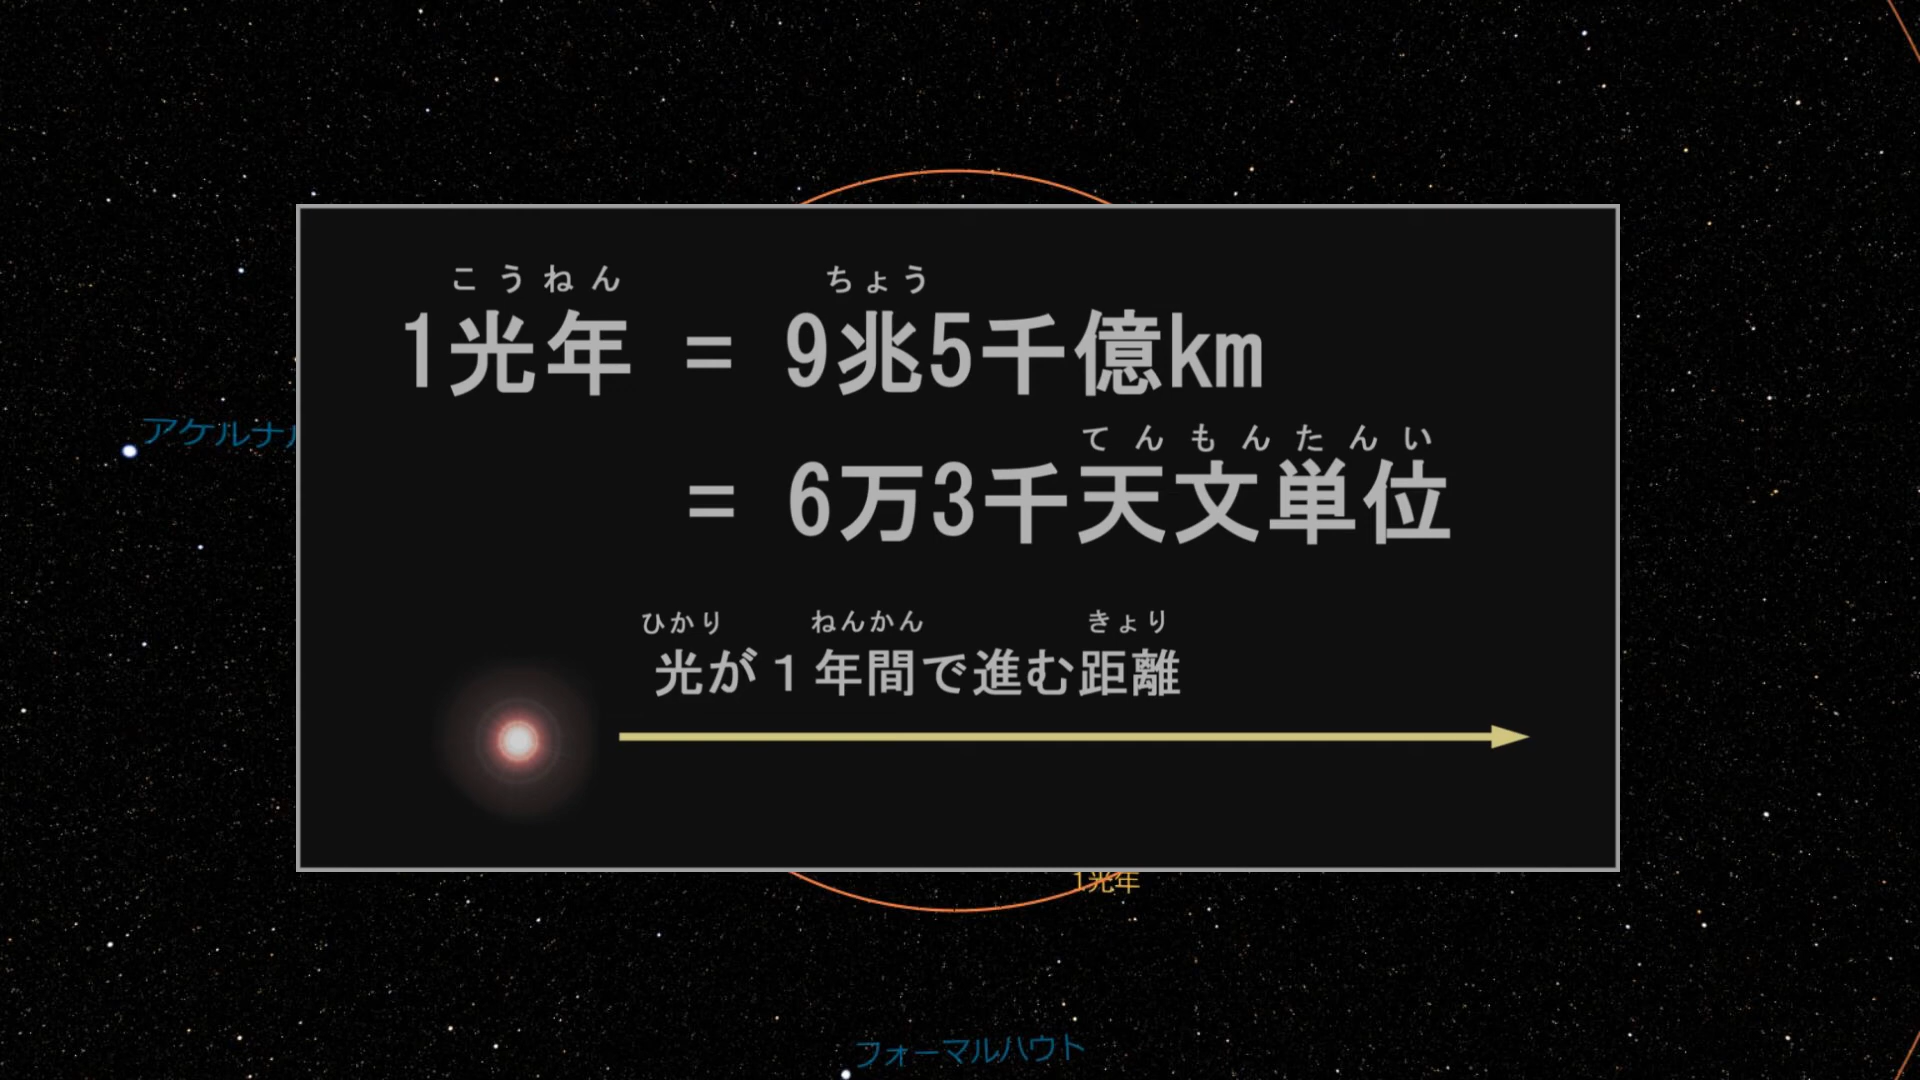 こうねん ちょう
1光年 = 9兆5千億km
てんもんたんい
= 6万3千天文単位
アケルナル
ひかり ねんかん きょり
光が１年間で進む距離
1光年
フォーマルハウト